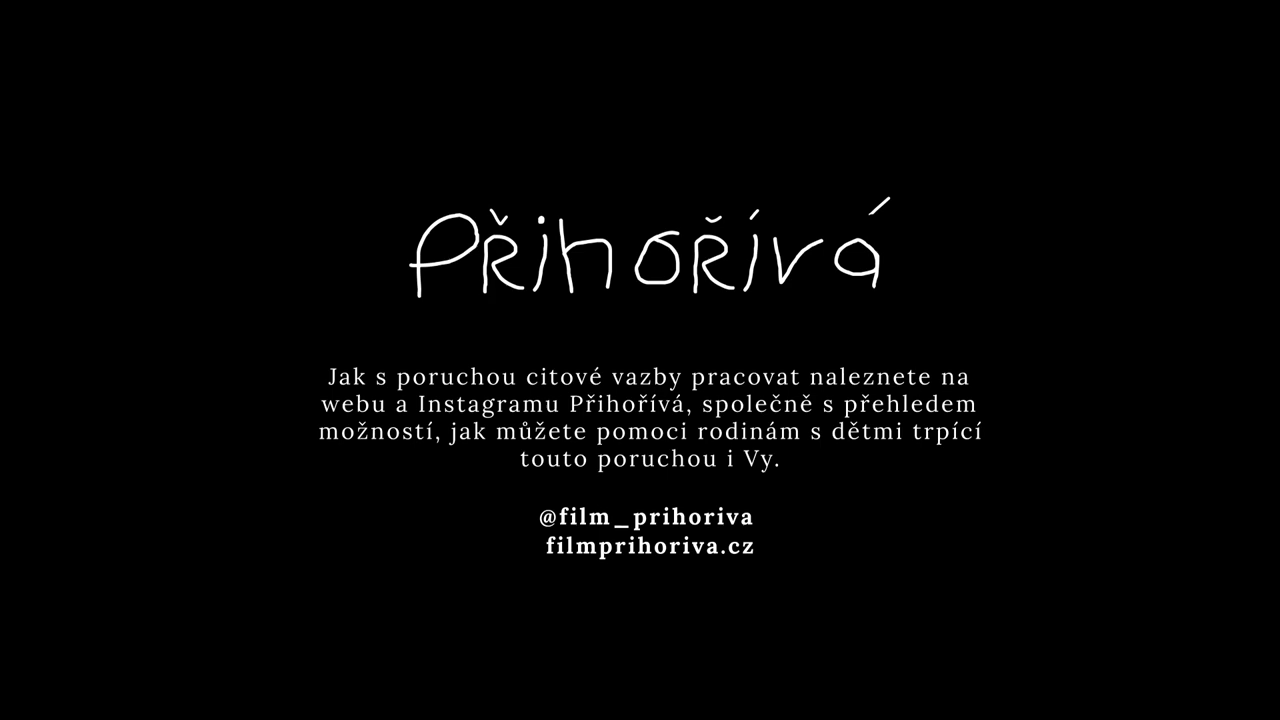 Přihořívá
Jak s poruchou citové vazby pracovat naleznete na
webu a Instagramu Přihořívá, společně s přehledem
možností, jak můžete pomoci rodinám s dětmi trpící
touto poruchou i Vy.
@film_prihoriva
filmprihoriva.cz